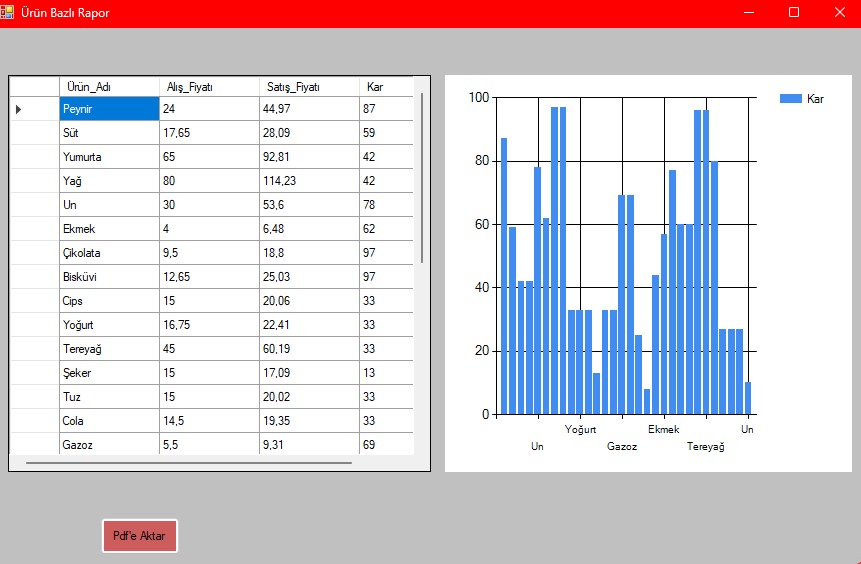 Ürün Bazlı Rapor
Ürün_Adı Alış_Fiyatı Satış_Fiyatı Kar
Peynir 24 44,97 87
Süt 17,65 28,09 59
Yumurta 65 92,81 42
Yağ 80 114,23 42
Un 30 53,6 78
Ekmek 4 6,48 62
Çikolata 9,5 18,8 97
Bisküvi 12,65 25,03 97
Cips 15 20,06 33
Yoğurt 16,75 22,41 33
Tereyağ 45 60,19 33
Şeker 15 17,09 13
Tuz 15 20,02 33
Cola 14,5 19,35 33
Gazoz 5,5 9,31 69
100
80
60
40
20
0
Yoğurt Ekmek Un
Un Gazoz Tereyağ
Kar
Pdf'e Aktar